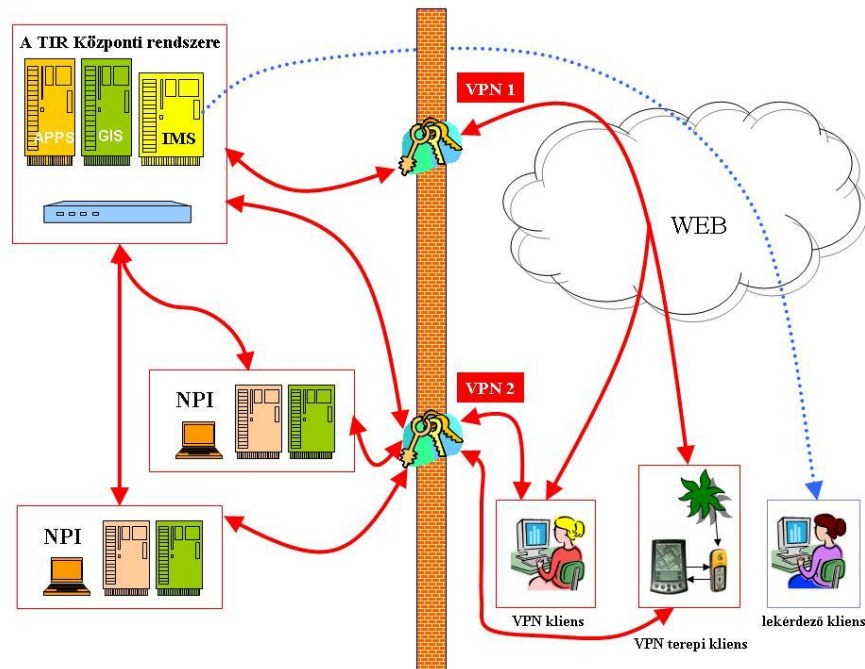 A TIR Központi rendszere
APPS
GIS
IMS
VPN 1
WEB
NPI
VPN 2
NPI
VPN kliens
VPN terepi kliens
lekérdező kliens